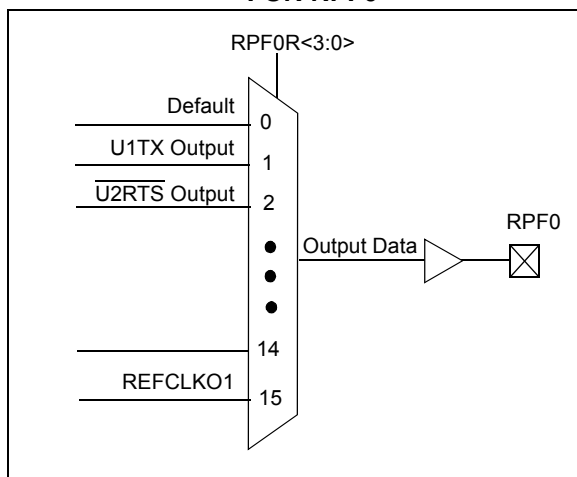 RPF0R<3:0>
Default
0
U1TX Output
1
U2RTS Output
2
RPF0
Output Data
14
REFCLKO1
15